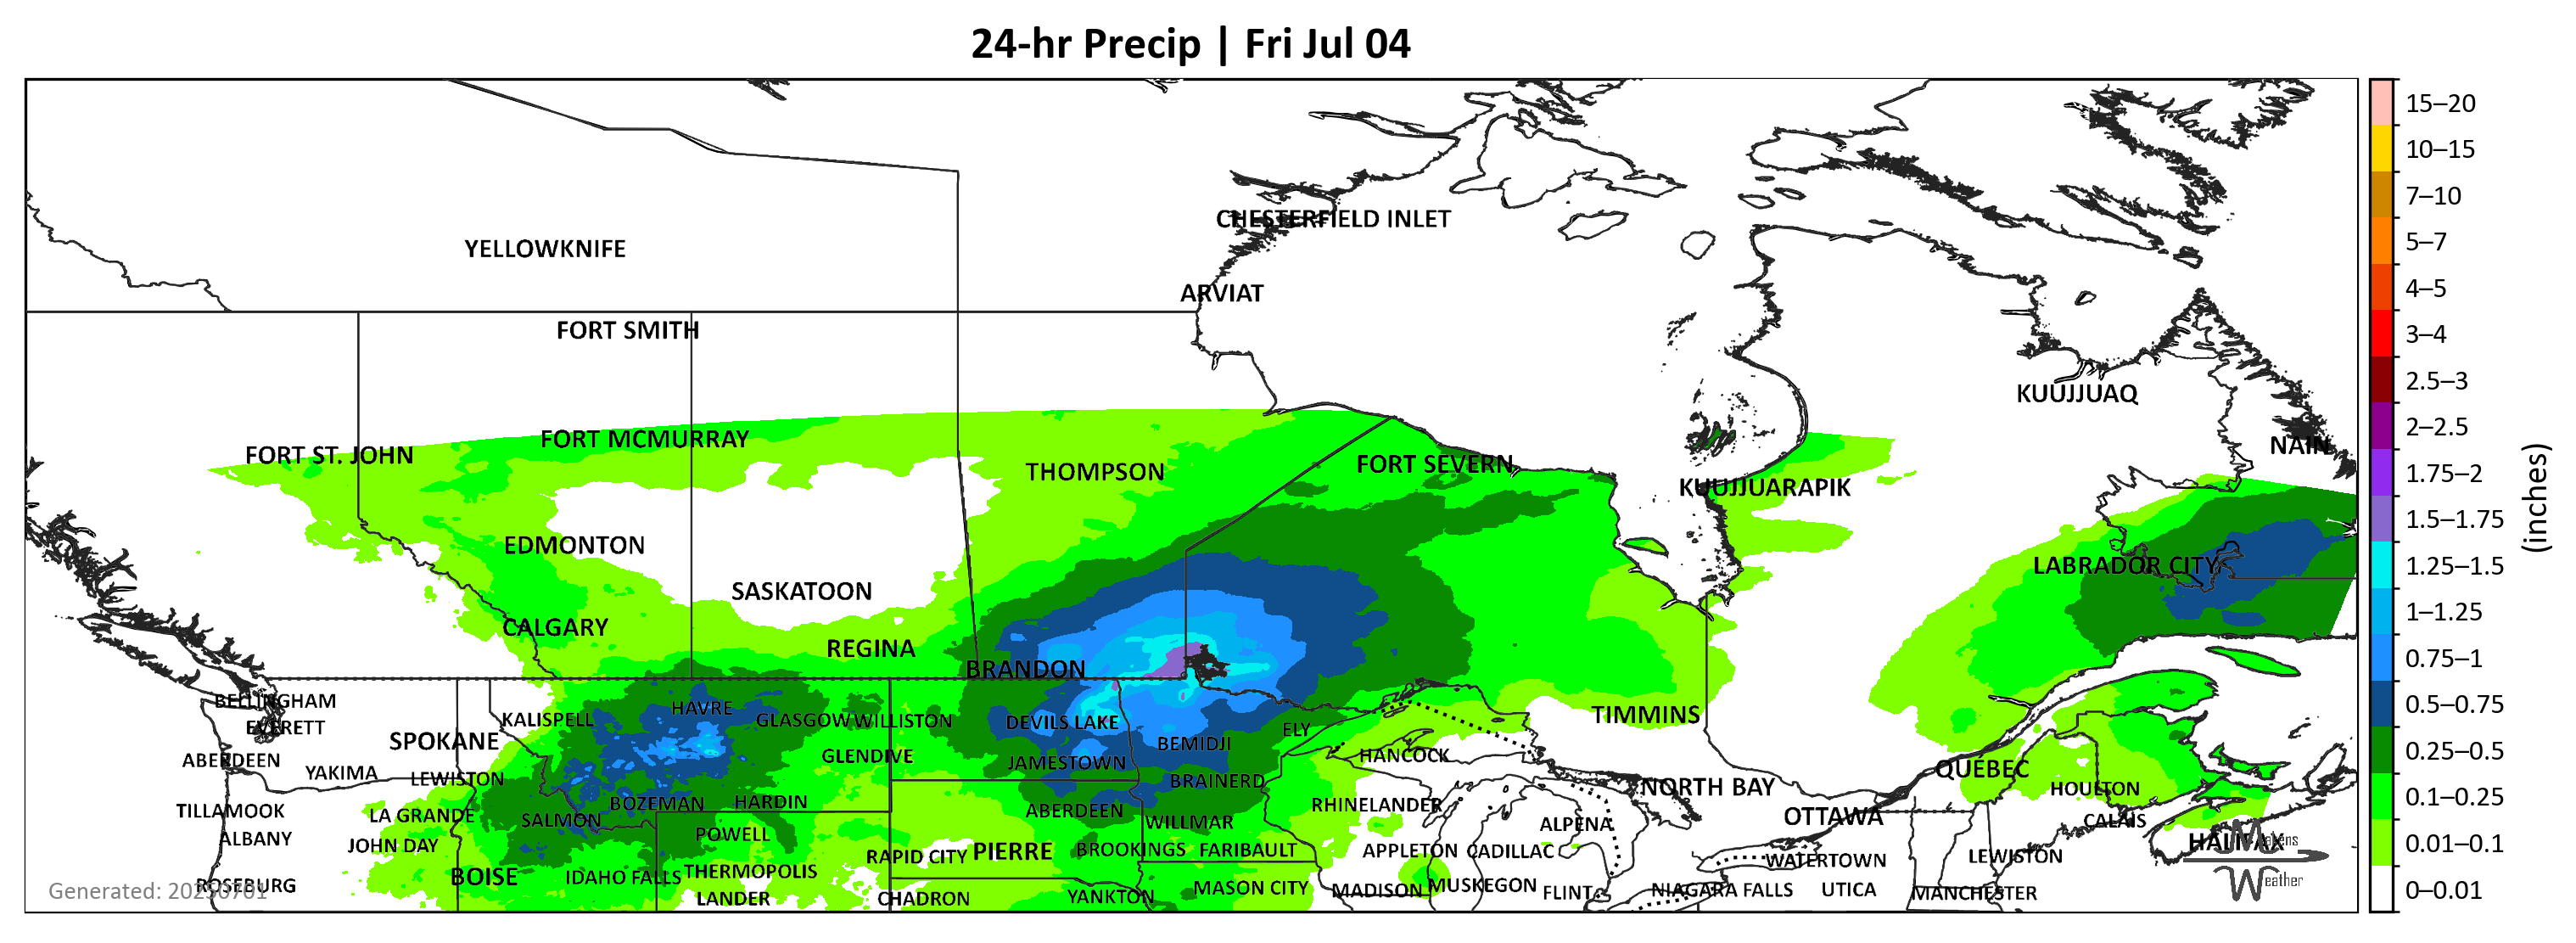 24-hr Precip | Fri Jul 04
CHESTERFIELD INLET
YELLOWKNIFE
ARVIAT
FORT SMITH
KUUJJUAQ
FORT MCMURRAY
NAIN
FORT ST. JOHN
FORT SEVERN
THOMPSON
KUUJJUARAPIK
EDMONTON
LABRADOR CITY
SASKATOON
CALGARY
REGINA
BRANDON
BELLINGHAM
HAVRE
TIMMINS
KALISPELL
GLASGOW
WILLISTON
DEVILS LAKE
EVERETT
ELY
SPOKANE
BEMIDJI
HANCOCK
GLENDIVE
ABERDEEN
JAMESTOWN
QUÉBEC
YAKIMA
LEWISTON
BRAINERD
NORTH BAY
HOULTON
BOZEMAN
HARDIN
RHINELANDER
TILLAMOOK
ABERDEEN
LA GRANDE
OTTAWA
SALMON
WILLMAR
CALAIS
ALPENA
POWELL
ALBANY
HALIFAX
JOHN DAY
BROOKINGS
FARIBAULT
APPLETON
CADILLAC
PIERRE
RAPID CITY
LEWISTON
WATERTOWN
THERMOPOLIS
BOISE
IDAHO FALLS
ROSEBURG
MUSKEGON
MASON CITY
MADISON
NIAGARA FALLS
UTICA
FLINT
MANCHESTER
LANDER
CHADRON
YANKTON
Generated: 20250701
Weather
15–20
10–15
7–10
5–7
4–5
3–4
2.5–3
2–2.5
1.75–2
1.5–1.75
1.25–1.5
1–1.25
0.75–1
0.5–0.75
0.25–0.5
0.1–0.25
0.01–0.1
0–0.01
(inches)